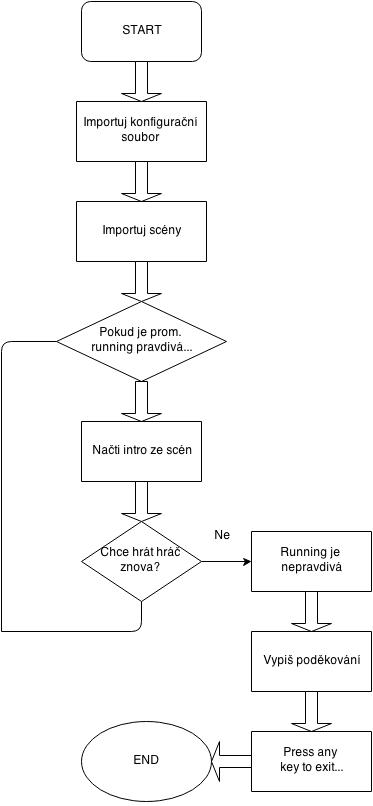 START
Importuj konfigurační
soubor
Importuj scény
Pokud je prom.
running pravdivá...
Načti intro ze scén
Chce hrát hráč
znova?
Ne
Running je
nepravdivá
Vypiš poděkování
Press any
key to exit...
END